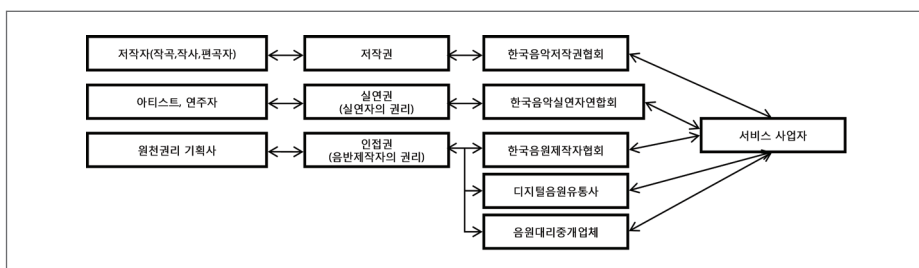 저작자(작곡,작사,편곡자)
저작권
한국음악저작권협회
아티스트, 연주자
실연권
(실연자의 권리)
한국음악실연자연합회
서비스 사업자
원천권리 기획사
인접권
(음반제작자의 권리)
한국음원제작자협회
디지털음원유통사
음원대리중개업체